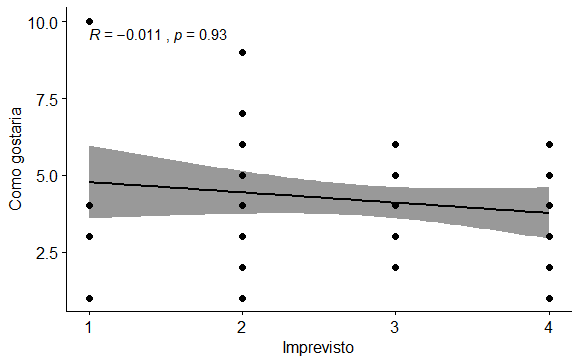 10.0
R = −0.011 , p = 0.93
7.5
Como gostaria
5.0
2.5
1 2 3 4
Imprevisto